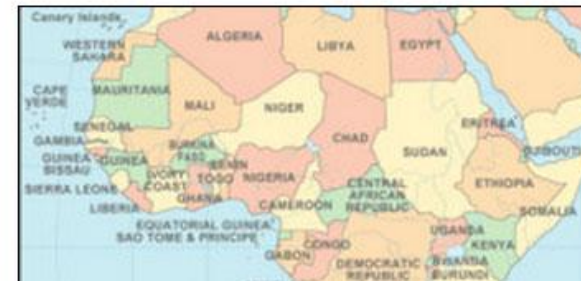 Canary Islands
ALGERIA
LIBYA
EGYPT
WESTERN
SAHARA
CAPE
VERDE
MAURITANIA
MALI
NIGER
CHAD
SUDAN
ERITREA
DJIBOUTI
SENEGAL
GAMBIA
GUINEA
BISSAU
GUINEA
BURKINA
FASO
BENIN
TOGO
IVORY
COAST
GHANA
NIGERIA
SIERRA LEONE
LIBERIA
CAMEROON
CENTRAL
AFRICAN
REPUBLIC
ETHIOPIA
SOMALIA
EQUATORIAL GUINEA
SAO TOME & PRINCIPE
GABON
CONGO
DEMOCRATIC
REPUBLIC
UGANDA
KENYA
RWANDA
BURUNDI